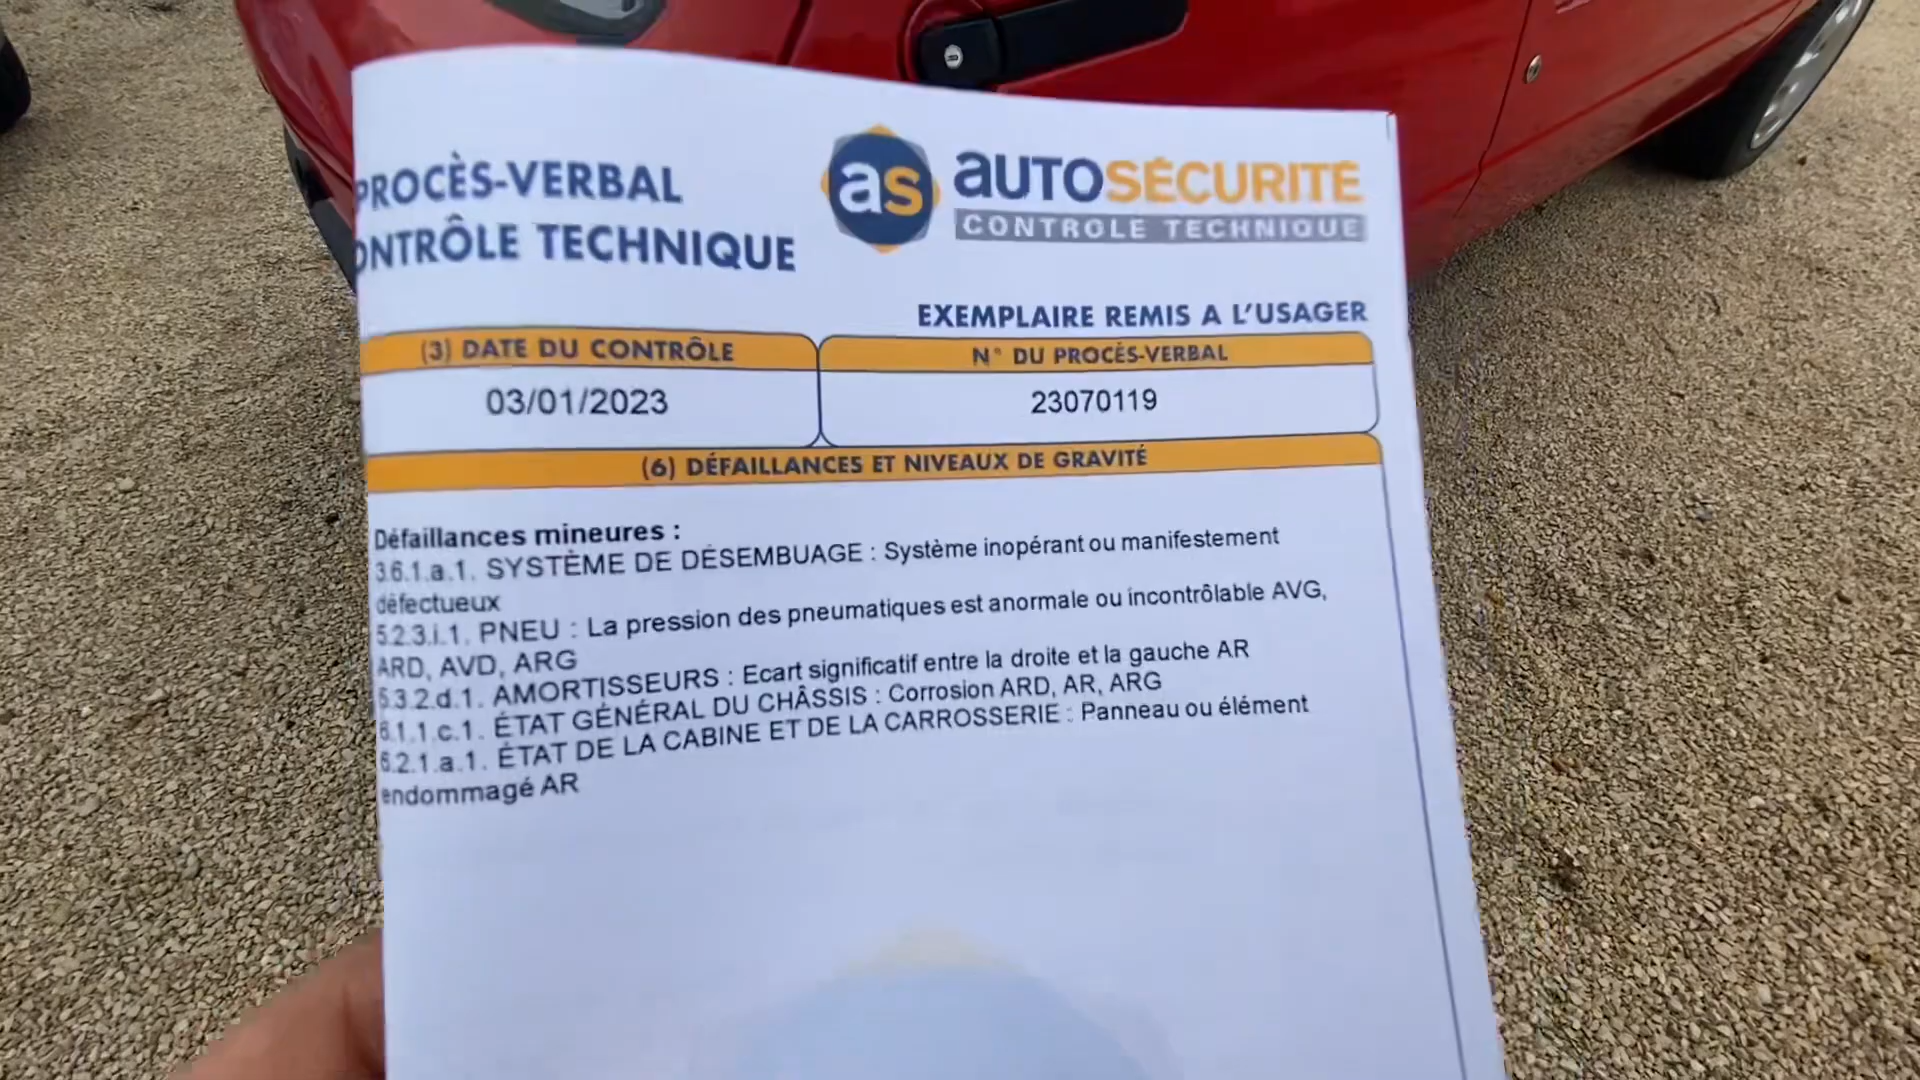 PROCÈS-VERBAL
ONTRÔLE TECHNIQUE
as AUTOSÉCURITÉ
CONTROLE TECHNIQUE
EXEMPLAIRE REMIS A L'USAGER
(3) DATE DU CONTRÔLE
N° DU PROCÈS-VERBAL
03/01/2023
23070119
(6) DÉFAILLANCES ET NIVEAUX DE GRAVITÉ
Défaillances mineures :
3.6.1.a.1. SYSTÈME DE DÉSEMBUAGE : Système inopérant ou manifestement
défectueux
5.2.3.i.1. PNEU : La pression des pneumatiques est anormale ou incontrôlable AVG,
ARD, AVD, ARG
5.3.2.d.1. AMORTISSEURS : Ecart significatif entre la droite et la gauche AR
6.1.1.c.1. ÉTAT GÉNÉRAL DU CHÂSSIS : Corrosion ARD, AR, ARG
6.2.1.a.1. ÉTAT DE LA CABINE ET DE LA CARROSSERIE : Panneau ou élément
endommagé AR